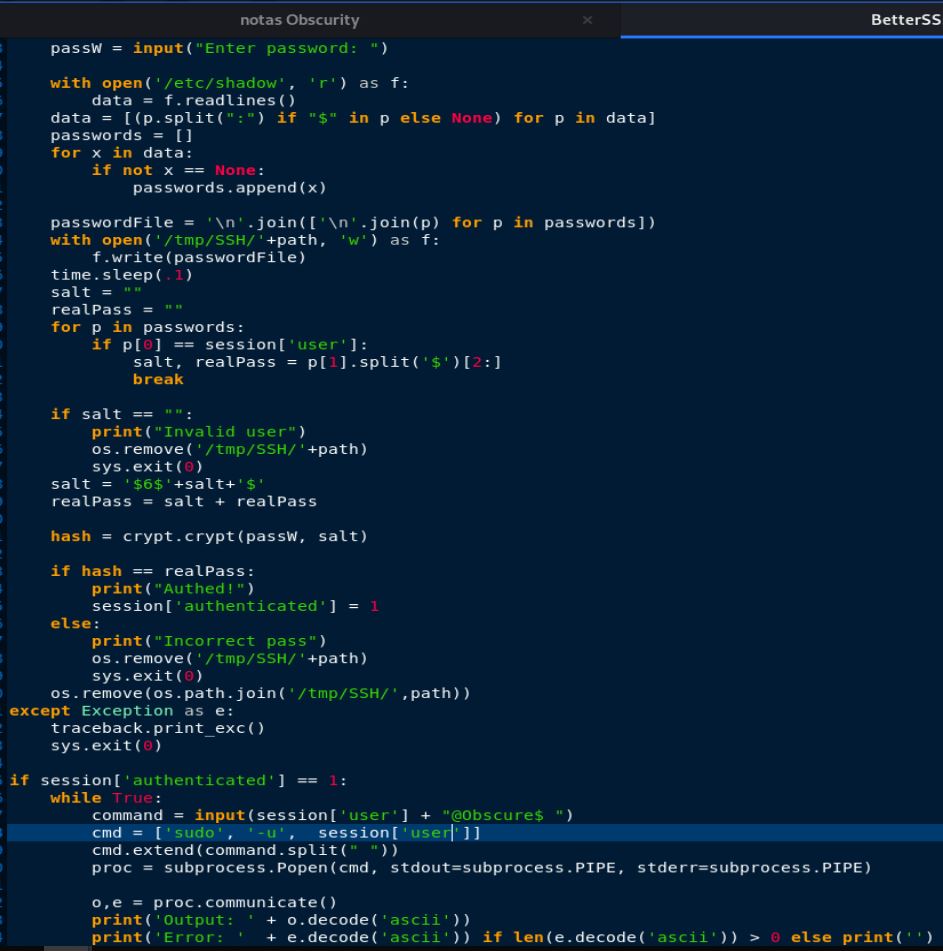 notas Obscurity × BetterSS
passW = input("Enter password: ")
with open('/etc/shadow', 'r') as f:
data = f.readlines()
data = [(p.split(":") if "$" in p else None) for p in data]
passwords = []
for x in data:
if not x == None:
passwords.append(x)
passwordFile = '\n'.join(['\n'.join(p) for p in passwords])
with open('/tmp/SSH/'+path, 'w') as f:
f.write(passwordFile)
time.sleep(.1)
salt = ""
realPass = ""
for p in passwords:
if p[0] == session['user']:
salt, realPass = p[1].split('$')[2:]
break
if salt == "":
print("Invalid user")
os.remove('/tmp/SSH/'+path)
sys.exit(0)
salt = '$6$'+salt+'$'
realPass = salt + realPass
hash = crypt.crypt(passW, salt)
if hash == realPass:
print("Authed!")
session['authenticated'] = 1
else:
print("Incorrect pass")
os.remove('/tmp/SSH/'+path)
sys.exit(0)
os.remove(os.path.join('/tmp/SSH/',path))
except Exception as e:
traceback.print_exc()
sys.exit(0)
if session['authenticated'] == 1:
while True:
command = input(session['user'] + "@Obscure$ ")
cmd = ['sudo', '-u',  session['user']]
cmd.extend(command.split(" "))
proc = subprocess.Popen(cmd, stdout=subprocess.PIPE, stderr=subprocess.PIPE)
o,e = proc.communicate()
print('Output: ' + o.decode('ascii'))
print('Error: '  + e.decode('ascii')) if len(e.decode('ascii')) > 0 else print('')